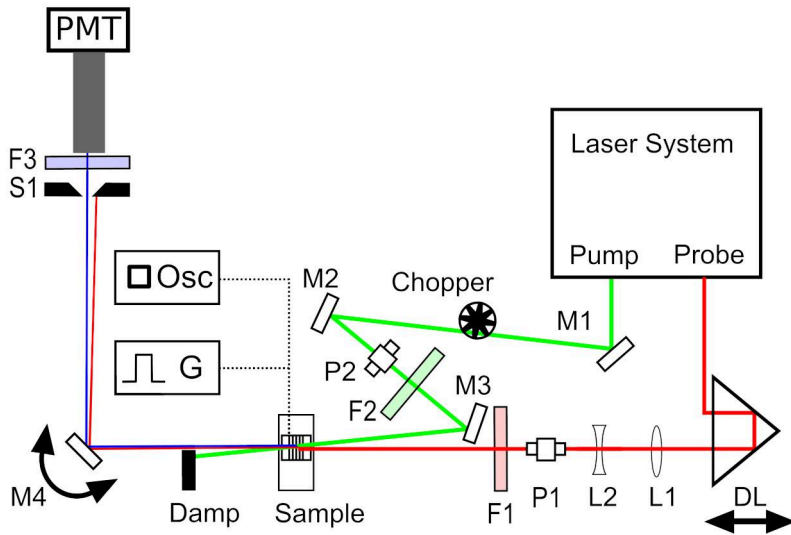 PMT
F3
S1
Laser System
Pump
Probe
Osc
M2
Chopper
M1
G
P2
F2
M3
M4
Damp
Sample
F1
P1
L2
L1
DL